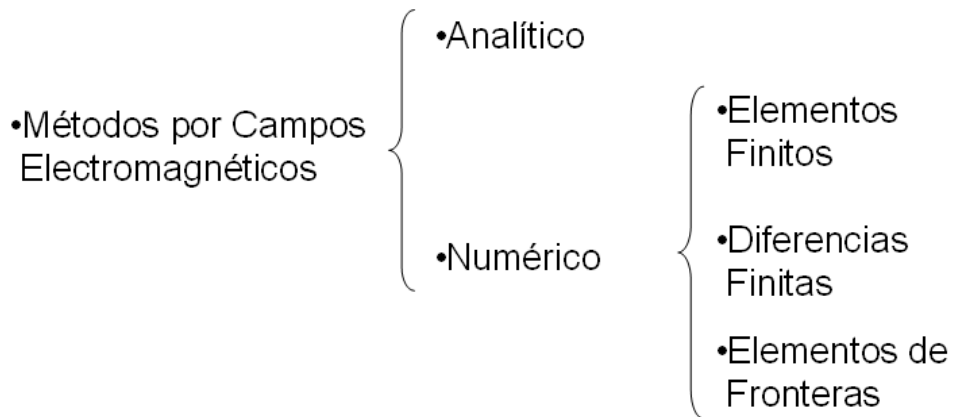 •Métodos por Campos
Electromagnéticos
•Analítico
•Numérico
•Elementos
Finitos
•Diferencias
Finitas
•Elementos de
Fronteras